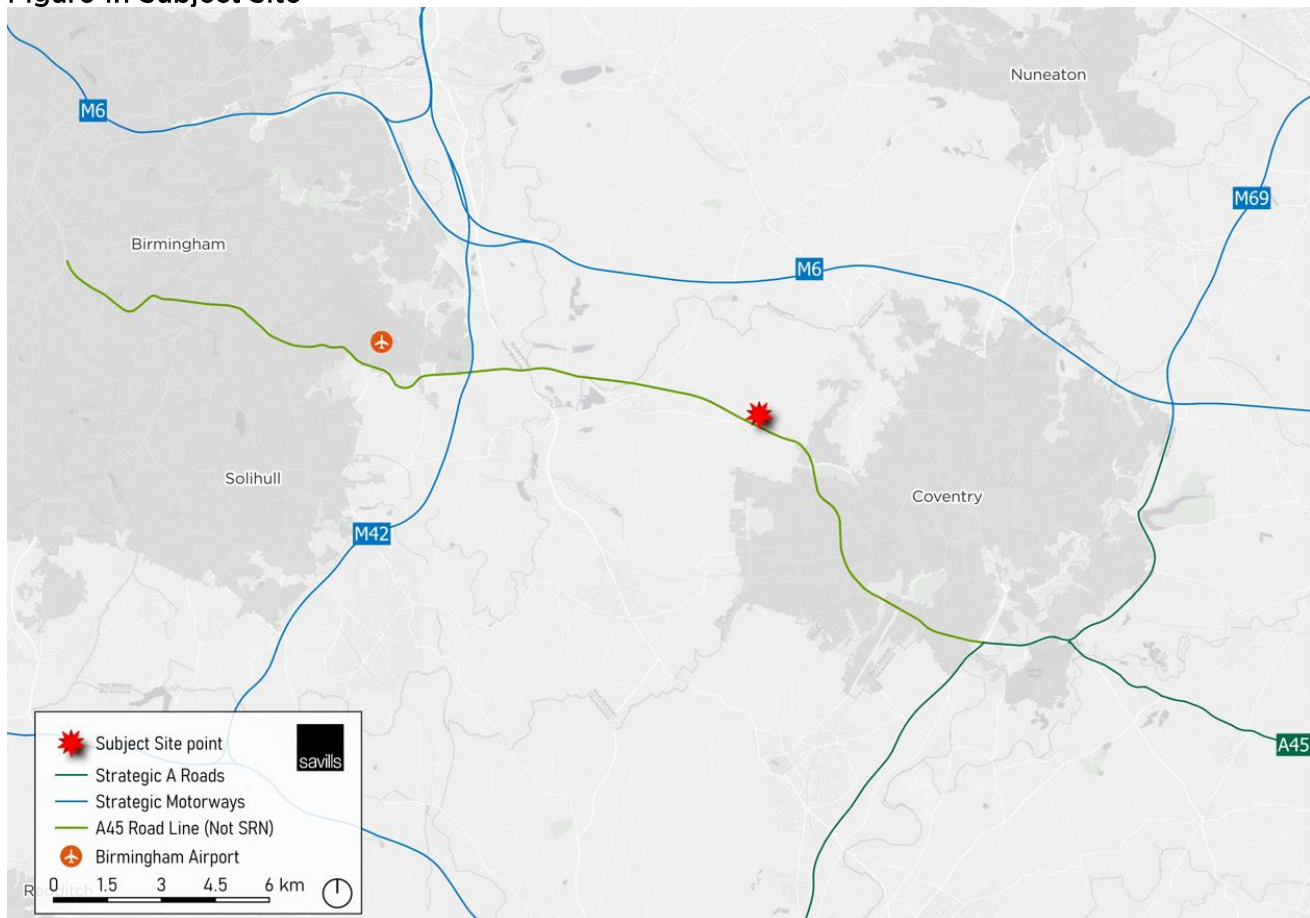 Figure 1.1 Subject Site
Nuneaton
M6
M69
Birmingham
M6
Solihull
Coventry
M42
A45
savills
Subject Site point
Strategic A Roads
Strategic Motorways
A45 Road Line (Not SRN)
Birmingham Airport
0 1.5 3 4.5 6 km